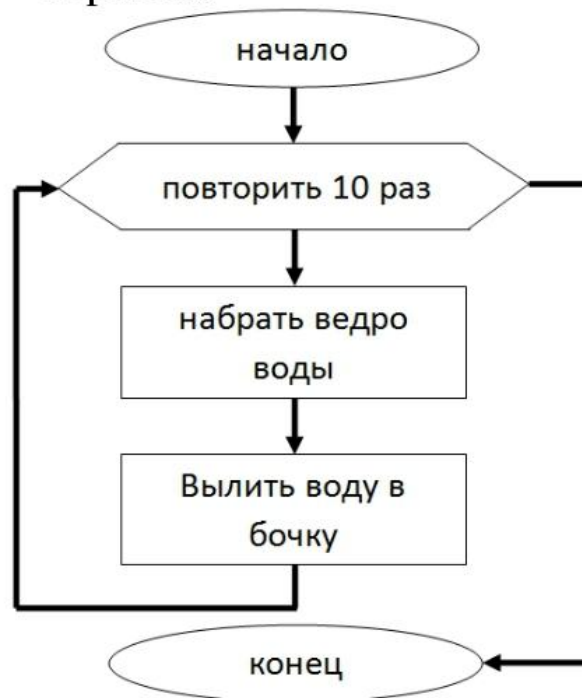 начало
повторить 10 раз
набрать ведро
воды
Вылить воду в
бочку
конец